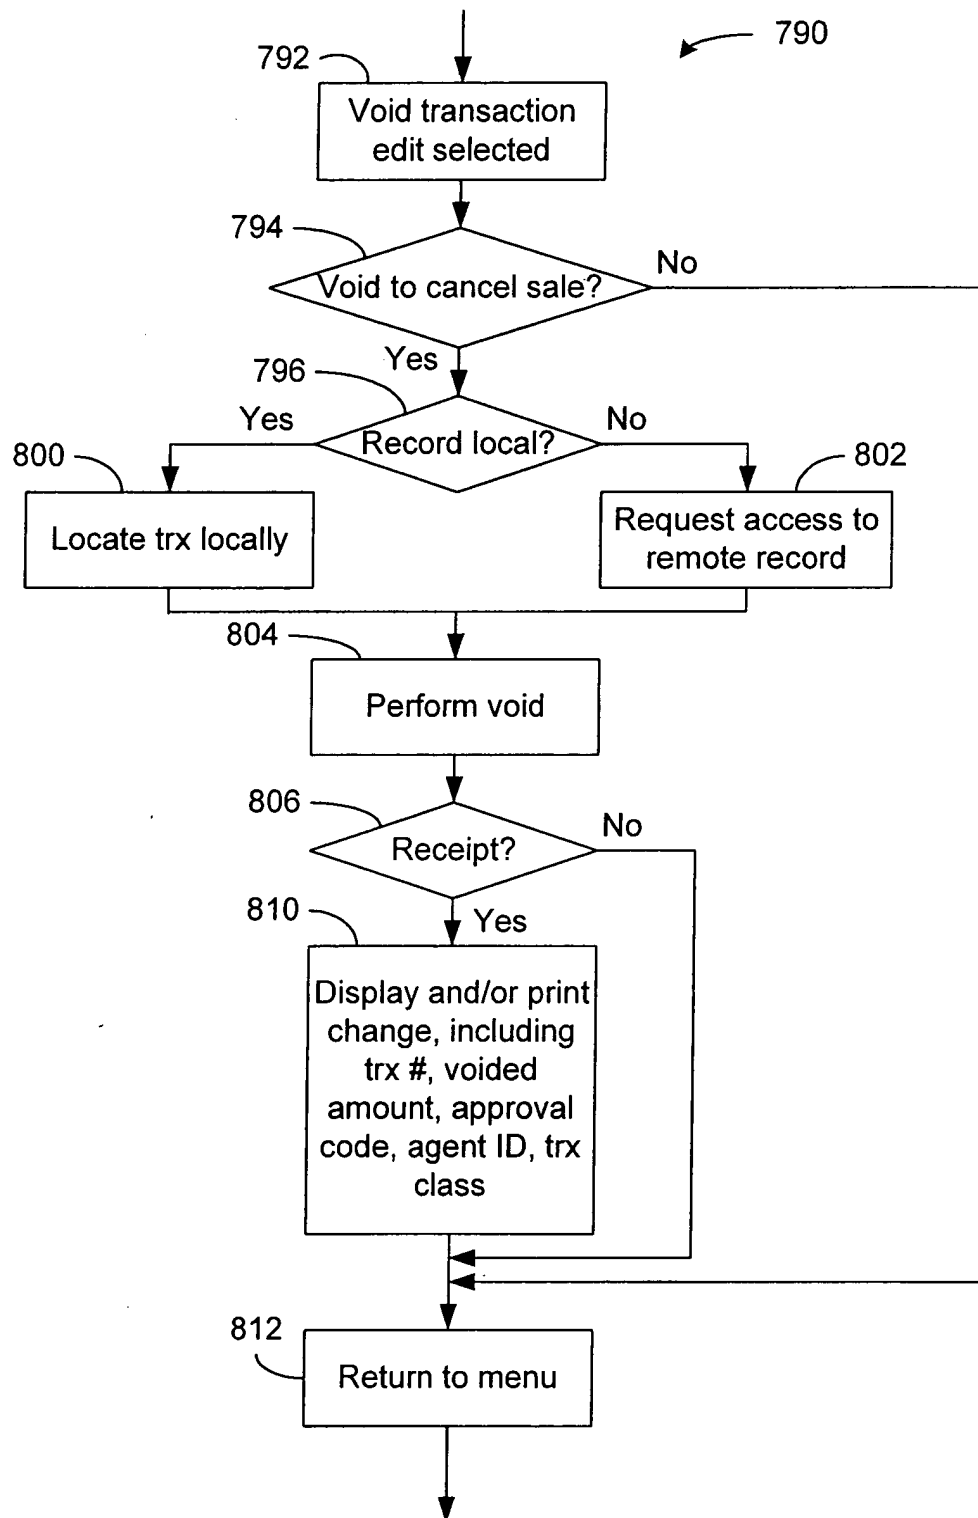 790
792
Void transaction
edit selected
794
Void to cancel sale?
No
Yes
796
Yes
Record local?
No
800
Locate trx locally
802
Request access to
remote record
804
Perform void
806
Receipt?
No
Yes
810
Display and/or print
change, including
trx #, voided
amount, approval
code, agent ID, trx
class
812
Return to menu